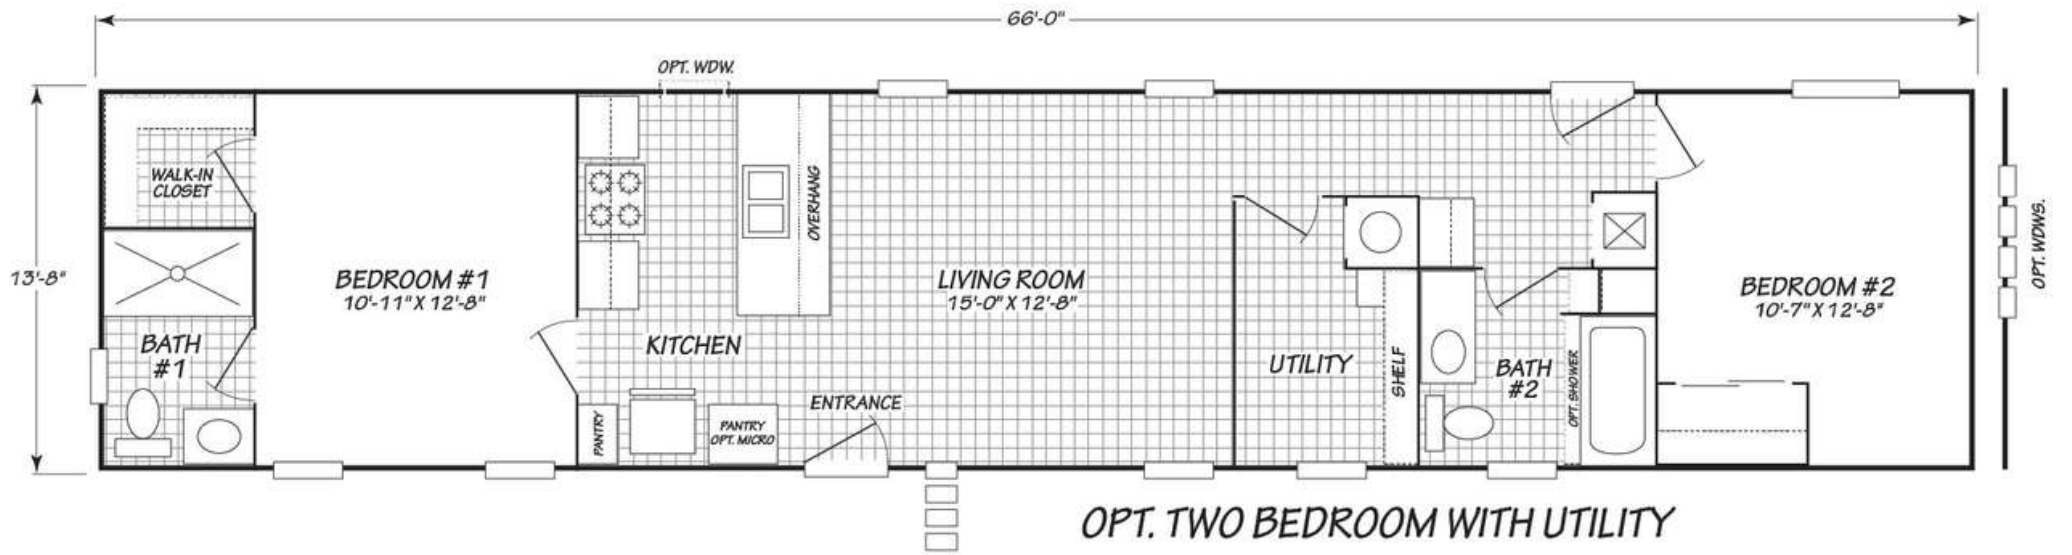 66'-0"
OPT. WDW.
13'-8"
WALK-IN
CLOSET
BEDROOM #1
10'-11" X 12'-8"
BATH
#1
KITCHEN
OVERHANG
PANTRY
PANTRY
OPT. MICRO
ENTRANCE
LIVING ROOM
15'-0" X 12'-8"
UTILITY
SHELF
BATH
#2
OPT. SHOWER
BEDROOM #2
10'-7" X 12'-8"
OPT. WDWS.
OPT. TWO BEDROOM WITH UTILITY